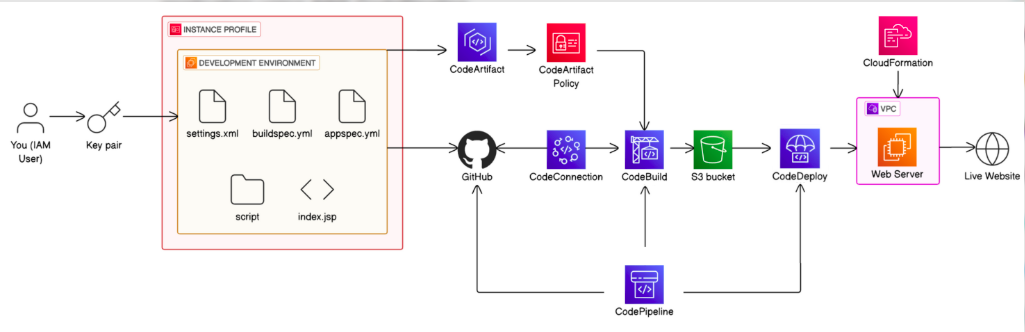 INSTANCE PROFILE
DEVELOPMENT ENVIRONMENT
settings.xml
buildspec.yml
appspec.yml
script
index.jsp
You (IAM
User)
Key pair
CodeArtifact
CodeArtifact
Policy
CloudFormation
VPC
GitHub
CodeConnection
CodeBuild
S3 bucket
CodeDeploy
Web Server
Live Website
CodePipeline